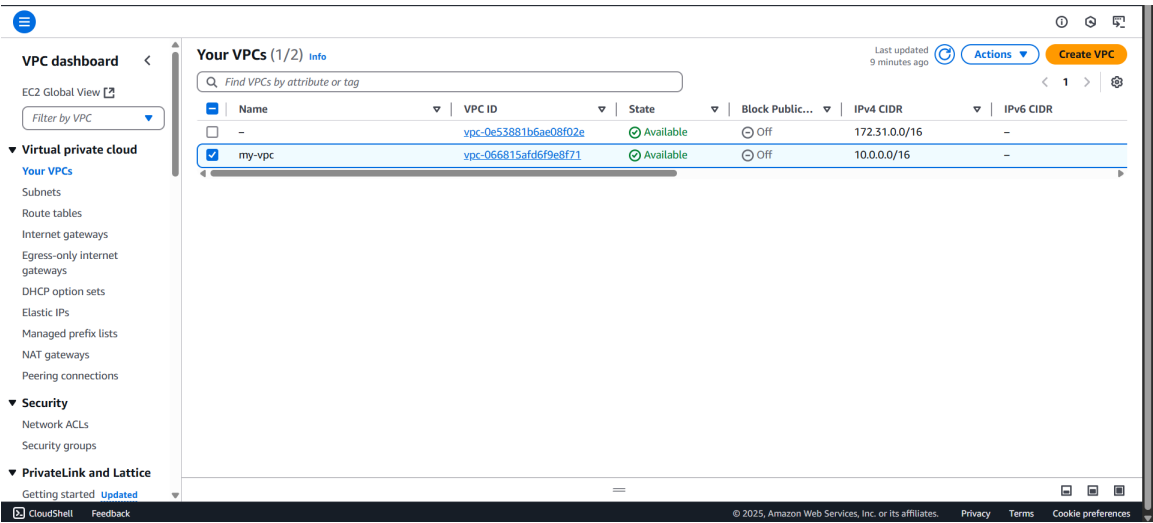 VPC dashboard
EC2 Global View
Filter by VPC
Virtual private cloud
Your VPCs
Subnets
Route tables
Internet gateways
Egress-only internet
gateways
DHCP option sets
Elastic IPs
Managed prefix lists
NAT gateways
Peering connections
Security
Network ACLs
Security groups
PrivateLink and Lattice
Getting started Updated
Your VPCs (1/2) Info
Last updated
9 minutes ago
Actions
Create VPC
Find VPCs by attribute or tag
1
Name VPC ID State Block Public... IPv4 CIDR IPv6 CIDR
– vpc-0e53881b6ae08f02e Available Off 172.31.0.0/16 –
my-vpc vpc-066815afd6f9e8f71 Available Off 10.0.0.0/16 –
CloudShell Feedback © 2025, Amazon Web Services, Inc. or its affiliates. Privacy Terms Cookie preferences